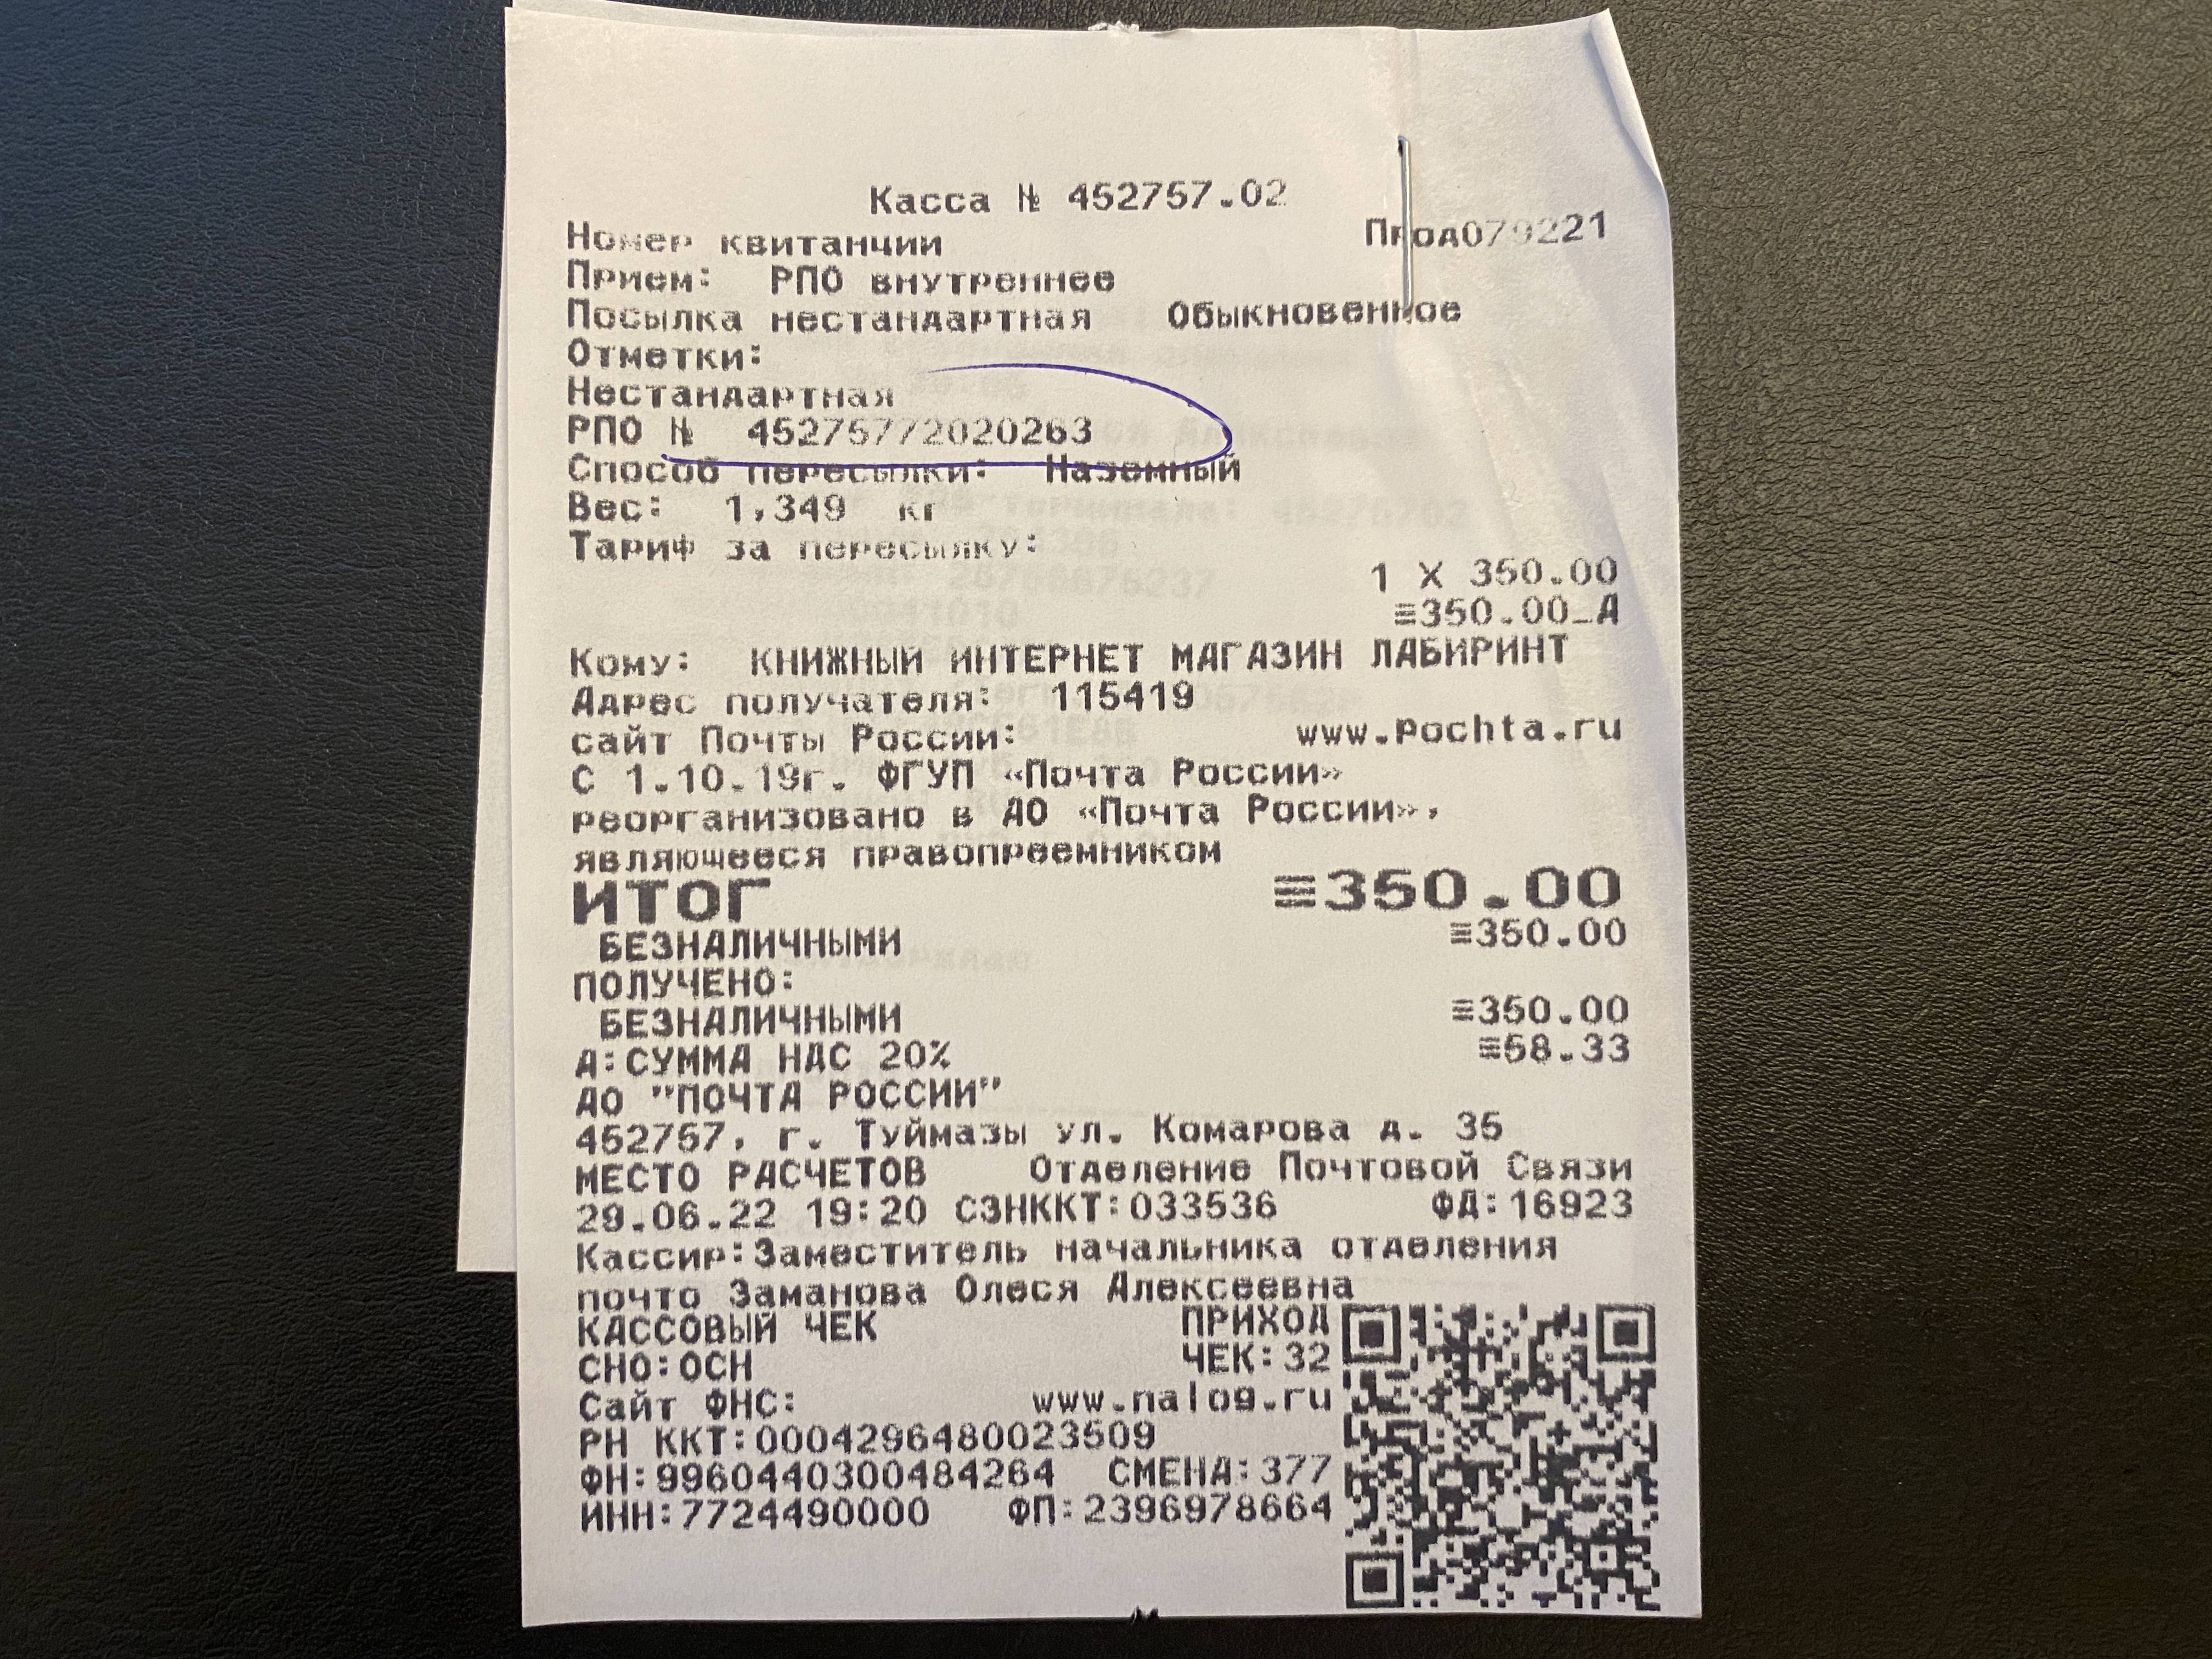 Касса № 452757.02
Номер квитанчии Прод079221
Прием: РПО внутреннее
Посылка нестандартная Обыкновенное
Отметки:
Нестандартная
РПО № 45275772020263
Способ пересылки: Наземный
Вес: 1,349 кг
Тариф за пересылку:
1 X 350.00
≡350.00_А
Кому: КНИЖНЫЙ ИНТЕРНЕТ МАГАЗИН ЛАБИРИНТ
Адрес получателя: 115419
сайт Почты России: www.pochta.ru
С 1.10.19г. ФГУП «Почта России»
реорганизовано в АО «Почта России»,
являющееся правопреемником
ИТОГ ≡350.00
БЕЗНАЛИЧНЫМИ ≡350.00
ПОЛУЧЕНО:
БЕЗНАЛИЧНЫМИ ≡350.00
А:СУММА НДС 20% ≡58.33
АО "ПОЧТА РОССИИ"
452757, г. Туймазы ул. Комарова д. 35
МЕСТО РАСЧЕТОВ Отделение Почтовой Связи
29.06.22 19:20 СЗНККТ:033536 ФД:16923
Кассир:Заместитель начальника отделения
почто Заманова Олеся Алексеевна
КАССОВЫЙ ЧЕК ПРИХОД
СНО:ОСН ЧЕК:32
Сайт ФНС: www.nalog.ru
РН ККТ:0004296480023509
ФН:9960440300484264 СМЕНА:377
ИНН:7724490000 ФП:2396978664